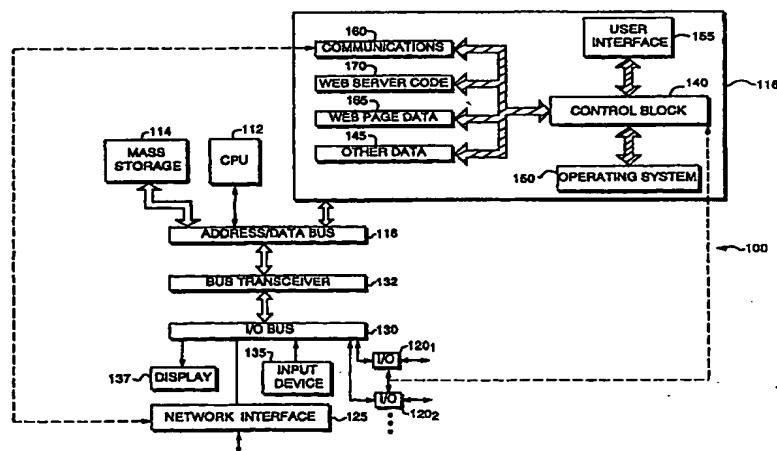 160
COMMUNICATIONS
170
WEB SERVER CODE
165
WEB PAGE DATA
145
OTHER DATA
USER
INTERFACE
155
140
CONTROL BLOCK
116
150
OPERATING SYSTEM
114
MASS
STORAGE
112
CPU
ADDRESS/DATA BUS
118
BUS TRANSCEIVER
132
I/O BUS
130
100
137
DISPLAY
135
INPUT
DEVICE
I/O
120₁
I/O
120₂
NETWORK INTERFACE
125